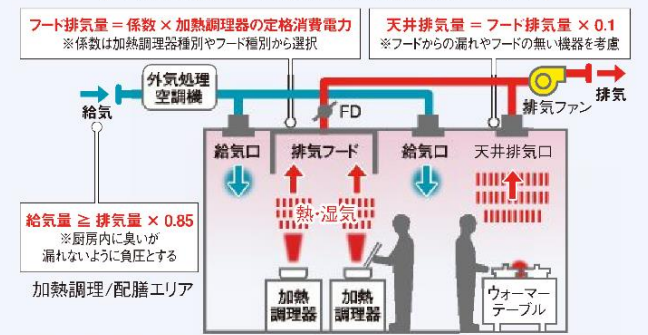 フード排気量=係数×加熱調理器の定格消費電力
※係数は加熱調理器種別やフード種別から選択
天井排気量=フード排気量×0.1
※フードからの漏れやフードの無い機器を考慮
外気処理
空調機
給気
FD
排気ファン
排気
給気口
排気フード
給気口
天井排気口
熱・湿気
給気量≧排気量×0.85
※厨房内に臭いが
漏れないように負圧とする
加熱調理/配膳エリア
加熱
調理器
加熱
調理器
ウォーマー
テーブル